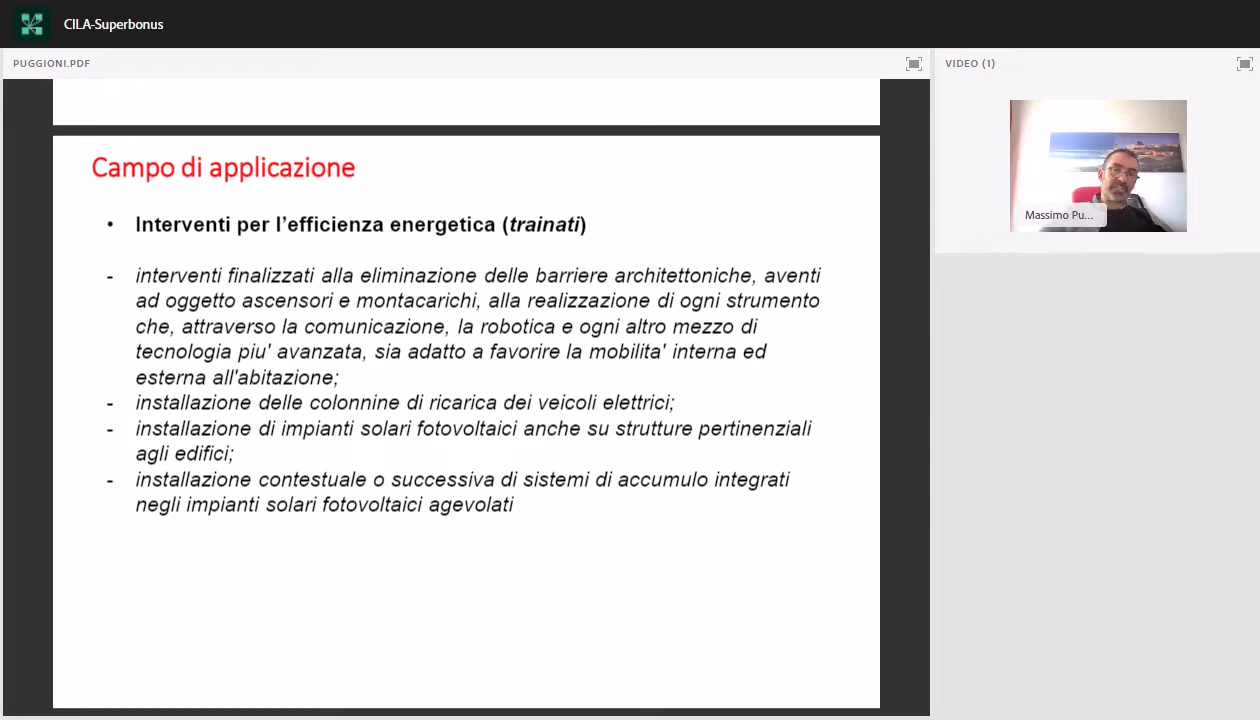 CILA-Superbonus
PUGGIONI.PDF
VIDEO (1)
Campo di applicazione
• Interventi per l'efficienza energetica (trainati)
- interventi finalizzati alla eliminazione delle barriere architettoniche, aventi
ad oggetto ascensori e montacarichi, alla realizzazione di ogni strumento
che, attraverso la comunicazione, la robotica e ogni altro mezzo di
tecnologia piu' avanzata, sia adatto a favorire la mobilita' interna ed
esterna all'abitazione;
- installazione delle colonnine di ricarica dei veicoli elettrici;
- installazione di impianti solari fotovoltaici anche su strutture pertinenziali
agli edifici;
- installazione contestuale o successiva di sistemi di accumulo integrati
negli impianti solari fotovoltaici agevolati
Massimo Pu...